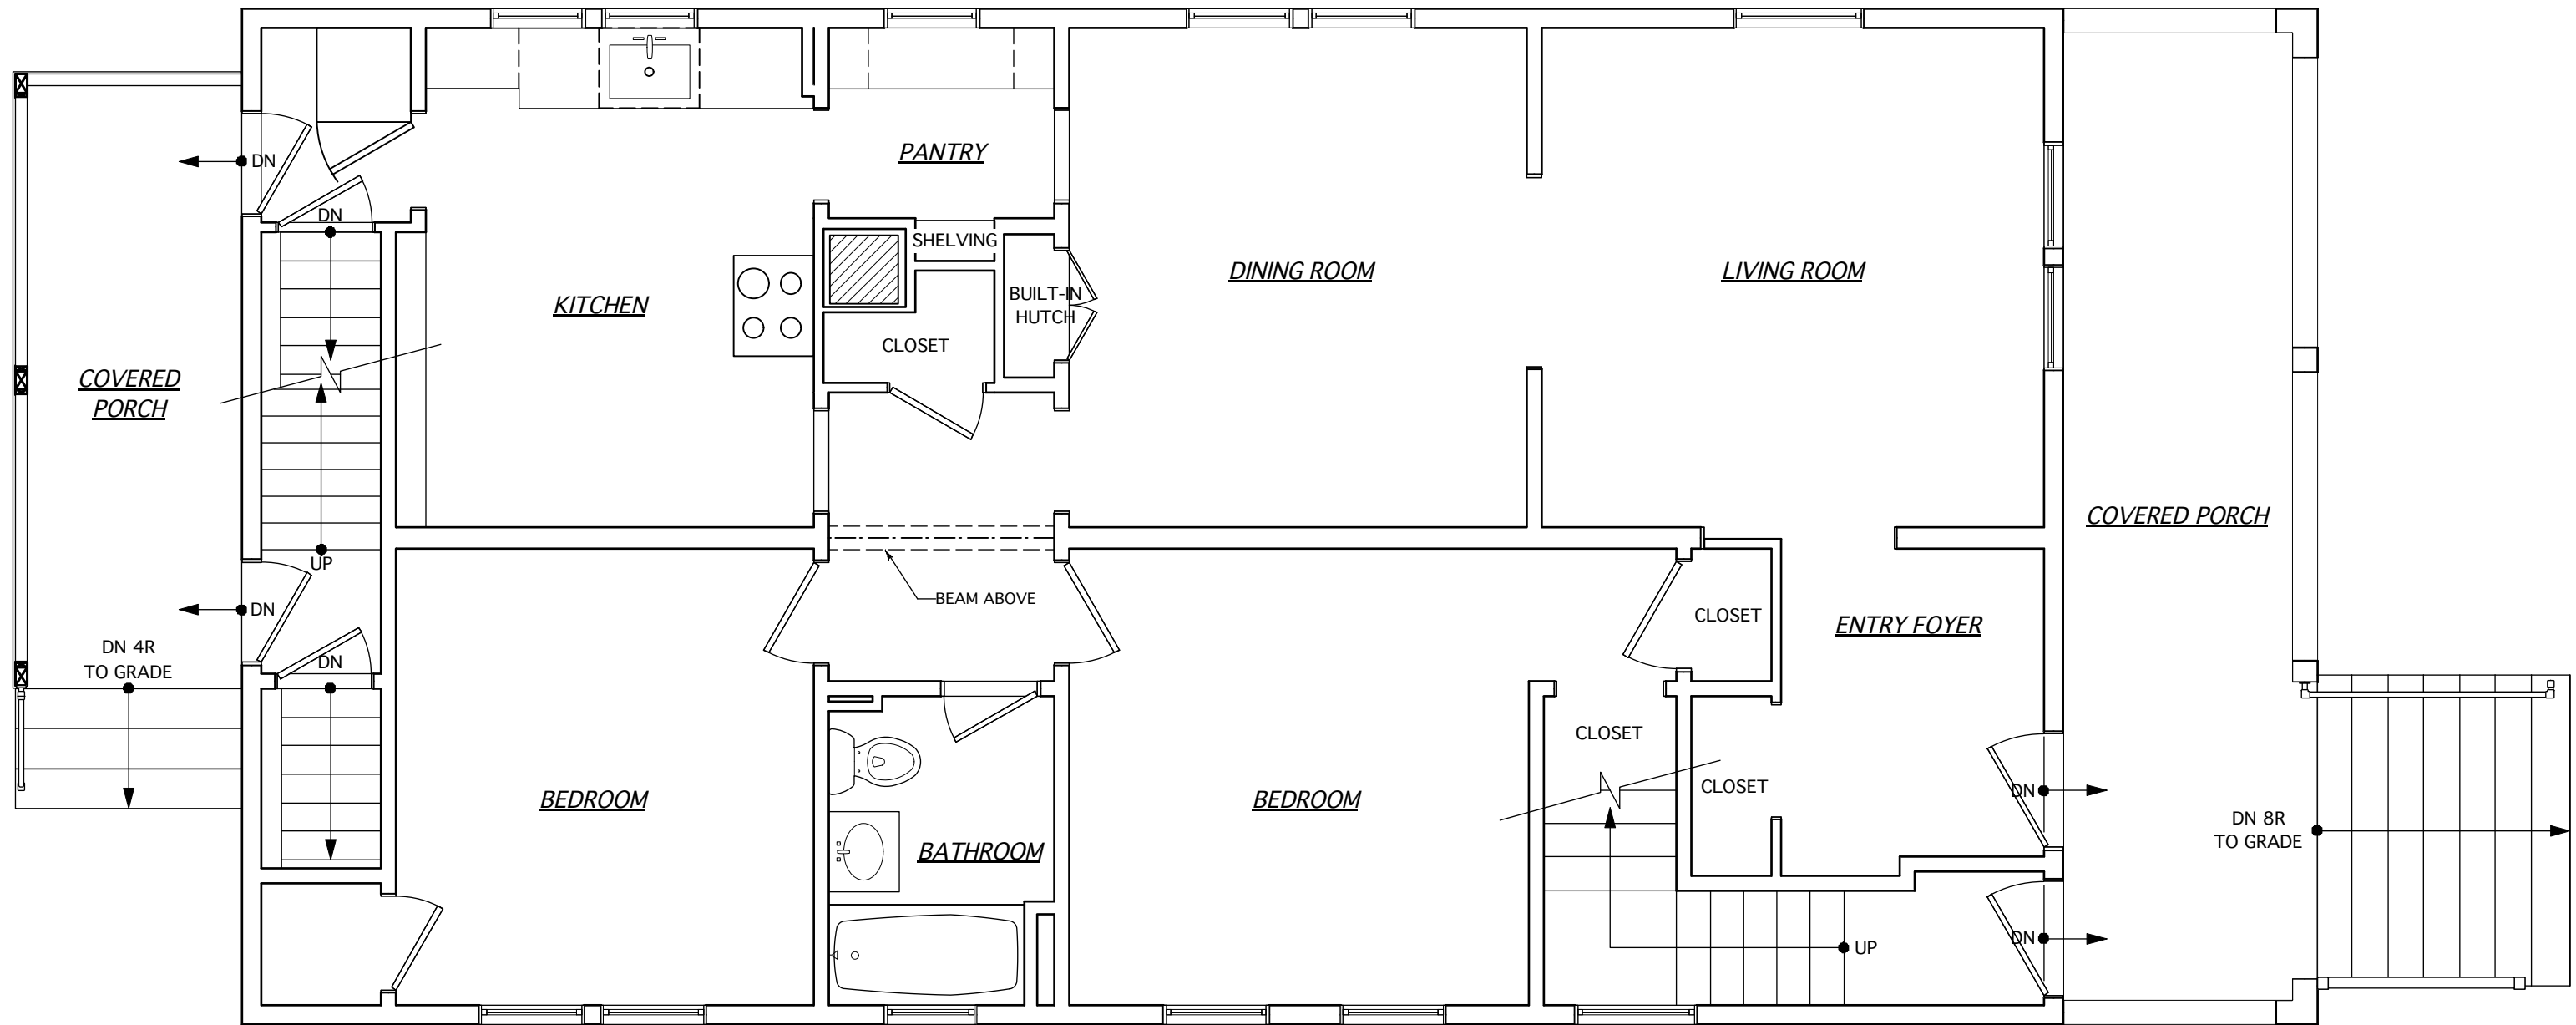 DN
PANTRY
DN
SHELVING
DINING ROOM
LIVING ROOM
BUILT-IN
HUTCH
KITCHEN
CLOSET
COVERED
PORCH
COVERED PORCH
UP
BEAM ABOVE
DN
CLOSET
ENTRY FOYER
DN 4R
TO GRADE
DN
CLOSET
CLOSET
DN
BEDROOM
BEDROOM
DN 8R
TO GRADE
BATHROOM
DN
UP